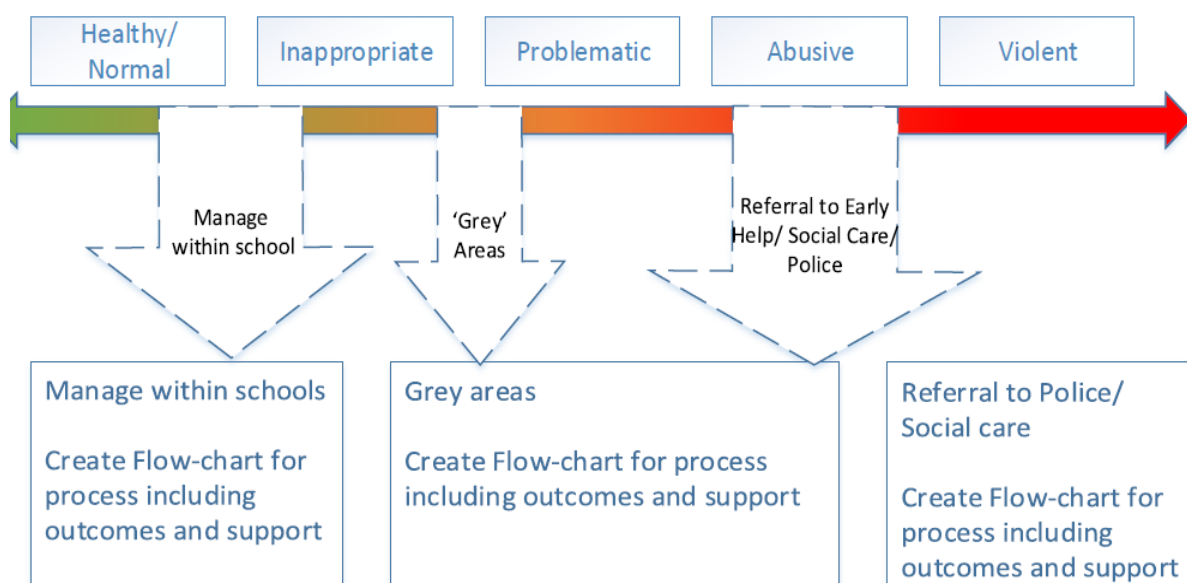 Healthy/
Normal
Inappropriate
Problematic
Abusive
Violent
Manage
within school
‘Grey’
Areas
Referral to Early
Help/ Social Care/
Police
Manage within schools
Create Flow-chart for
process including
outcomes and support
Grey areas
Create Flow-chart for process
including outcomes and support
Referral to Police/
Social care
Create Flow-chart for
process including
outcomes and support